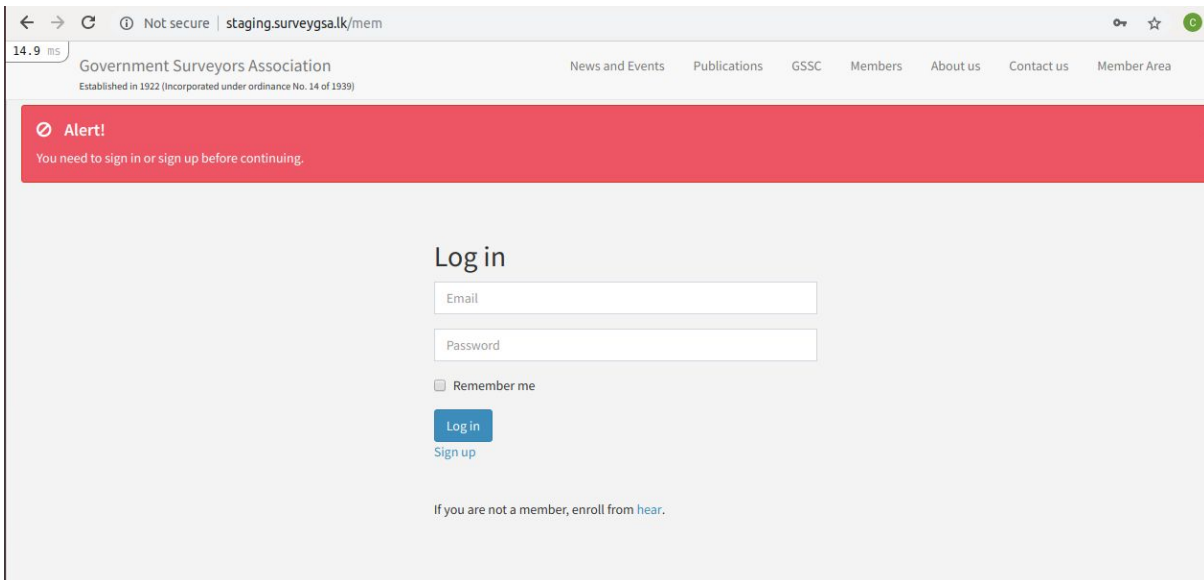 Not secure | staging.surveygsa.lk/mem
C
14.9 ms
Government Surveyors Association
Established in 1922 (Incorporated under ordinance No. 14 of 1939)
News and Events Publications GSSC Members About us Contact us Member Area
Alert!
You need to sign in or sign up before continuing.
Log in
Email
Password
Remember me
Log in
Sign up
If you are not a member, enroll from hear.